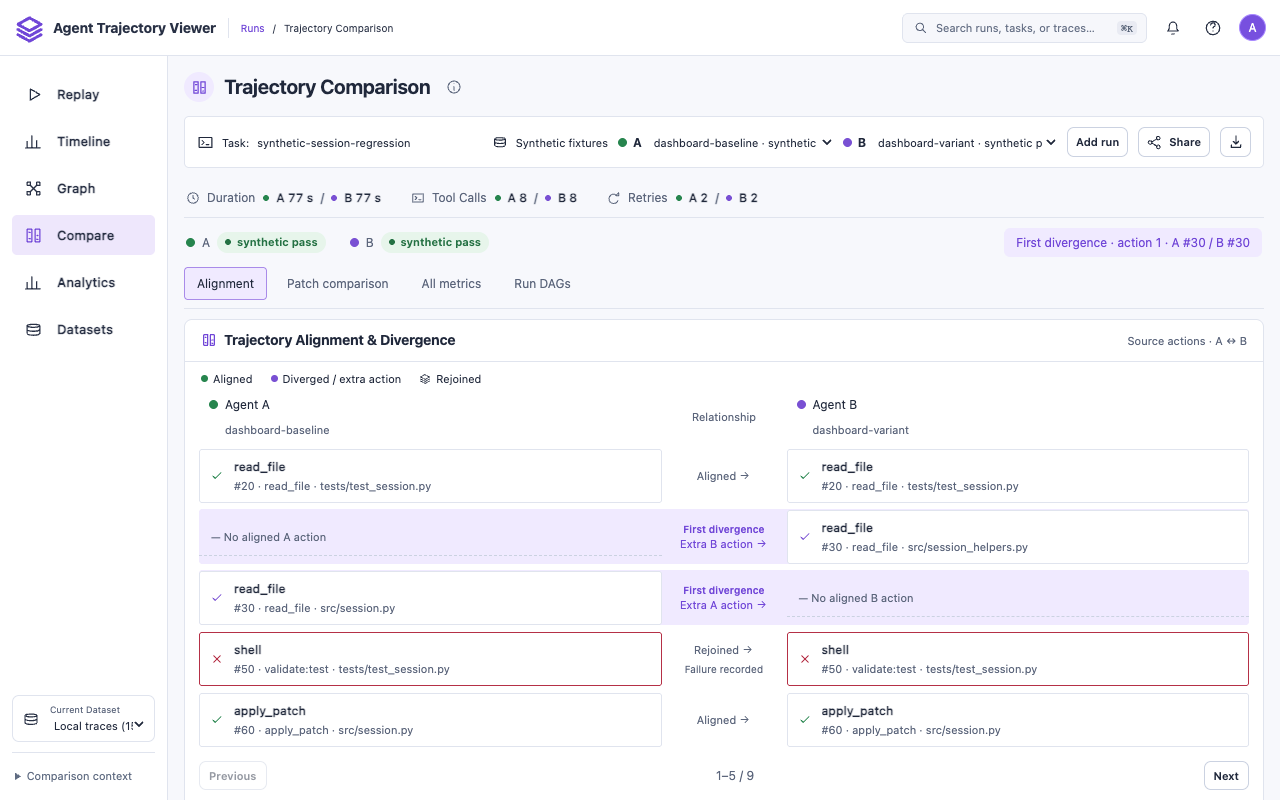 Agent Trajectory Viewer
Runs / Trajectory Comparison
Search runs, tasks, or traces... ⌘K
A
Replay
Timeline
Graph
Compare
Analytics
Datasets
Current Dataset
Local traces (1
Comparison context
Trajectory Comparison
Task: synthetic-session-regression
Synthetic fixtures
A dashboard-baseline · synthetic
B dashboard-variant · synthetic p
Add run
Share
Duration A 77 s / B 77 s
Tool Calls A 8 / B 8
Retries A 2 / B 2
A synthetic pass
B synthetic pass
First divergence · action 1 · A #30 / B #30
Alignment
Patch comparison
All metrics
Run DAGs
Trajectory Alignment & Divergence
Source actions · A ↔ B
Aligned
Diverged / extra action
Rejoined
Agent A
dashboard-baseline
Relationship
Agent B
dashboard-variant
read_file
#20 · read_file · tests/test_session.py
Aligned →
read_file
#20 · read_file · tests/test_session.py
— No aligned A action
First divergence
Extra B action →
read_file
#30 · read_file · src/session_helpers.py
read_file
#30 · read_file · src/session.py
First divergence
Extra A action →
— No aligned B action
shell
#50 · validate:test · tests/test_session.py
Rejoined →
Failure recorded
shell
#50 · validate:test · tests/test_session.py
apply_patch
#60 · apply_patch · src/session.py
Aligned →
apply_patch
#60 · apply_patch · src/session.py
Previous
1–5 / 9
Next